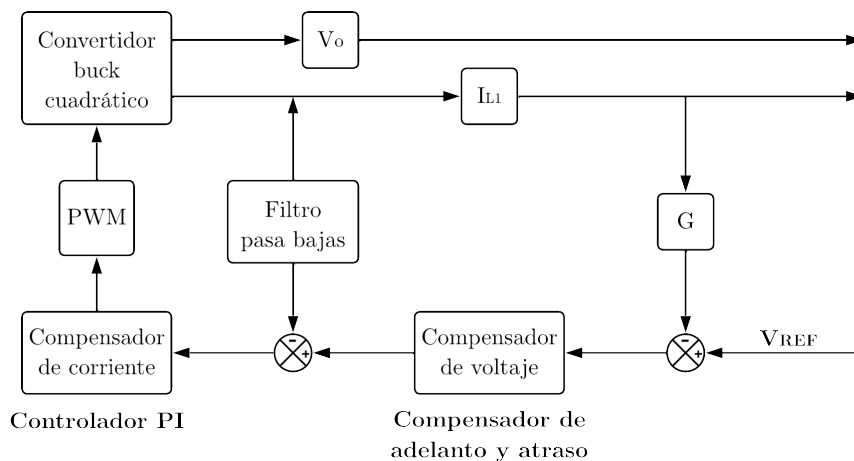 Convertidor
buck
cuadrático
Vo
IL1
PWM
Filtro
pasa bajas
G
Compensador
de corriente
-
+
Compensador
de voltaje
-
+
VREF
Controlador PI
Compensador de
adelanto y atraso